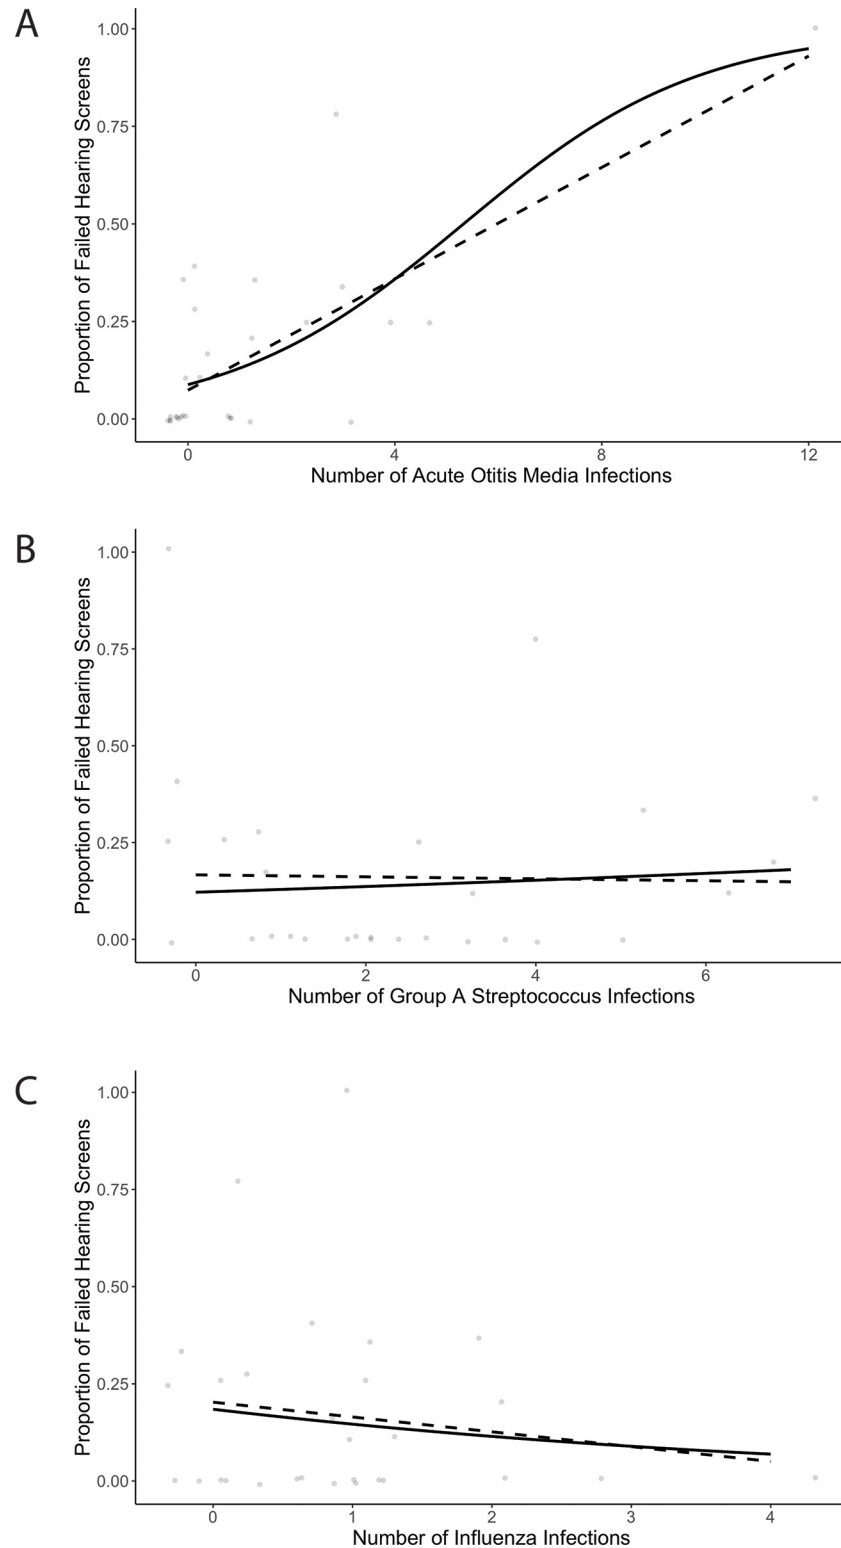 A
Proportion of Failed Hearing Screens
1.00
0.75
0.50
0.25
0.00
0 4 8 12
Number of Acute Otitis Media Infections
B
Proportion of Failed Hearing Screens
1.00
0.75
0.50
0.25
0.00
0 2 4 6
Number of Group A Streptococcus Infections
C
Proportion of Failed Hearing Screens
1.00
0.75
0.50
0.25
0.00
0 1 2 3 4
Number of Influenza Infections